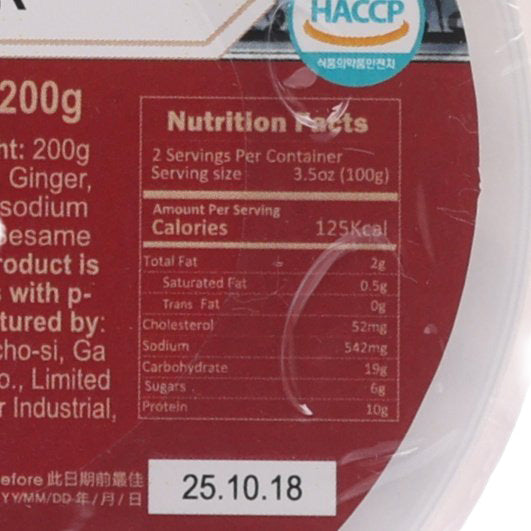 HACCP
식품의약품안전처
200g
ht: 200g
Ginger,
sodium
esame
roduct is
with p-
tured by:
cho-si, Ga
o., Limited
r Industrial,
Nutrition Facts
2 Servings Per Container
Serving size 3.5oz (100g)
Amount Per Serving
Calories 125Kcal
Total Fat 2g
Saturated Fat 0.5g
Trans Fat 0g
Cholesterol 52mg
Sodium 542mg
Carbohydrate 19g
Sugars 6g
Protein 10g
efore 此日期前最佳
YY/MM/DD 年/月/日
25.10.18